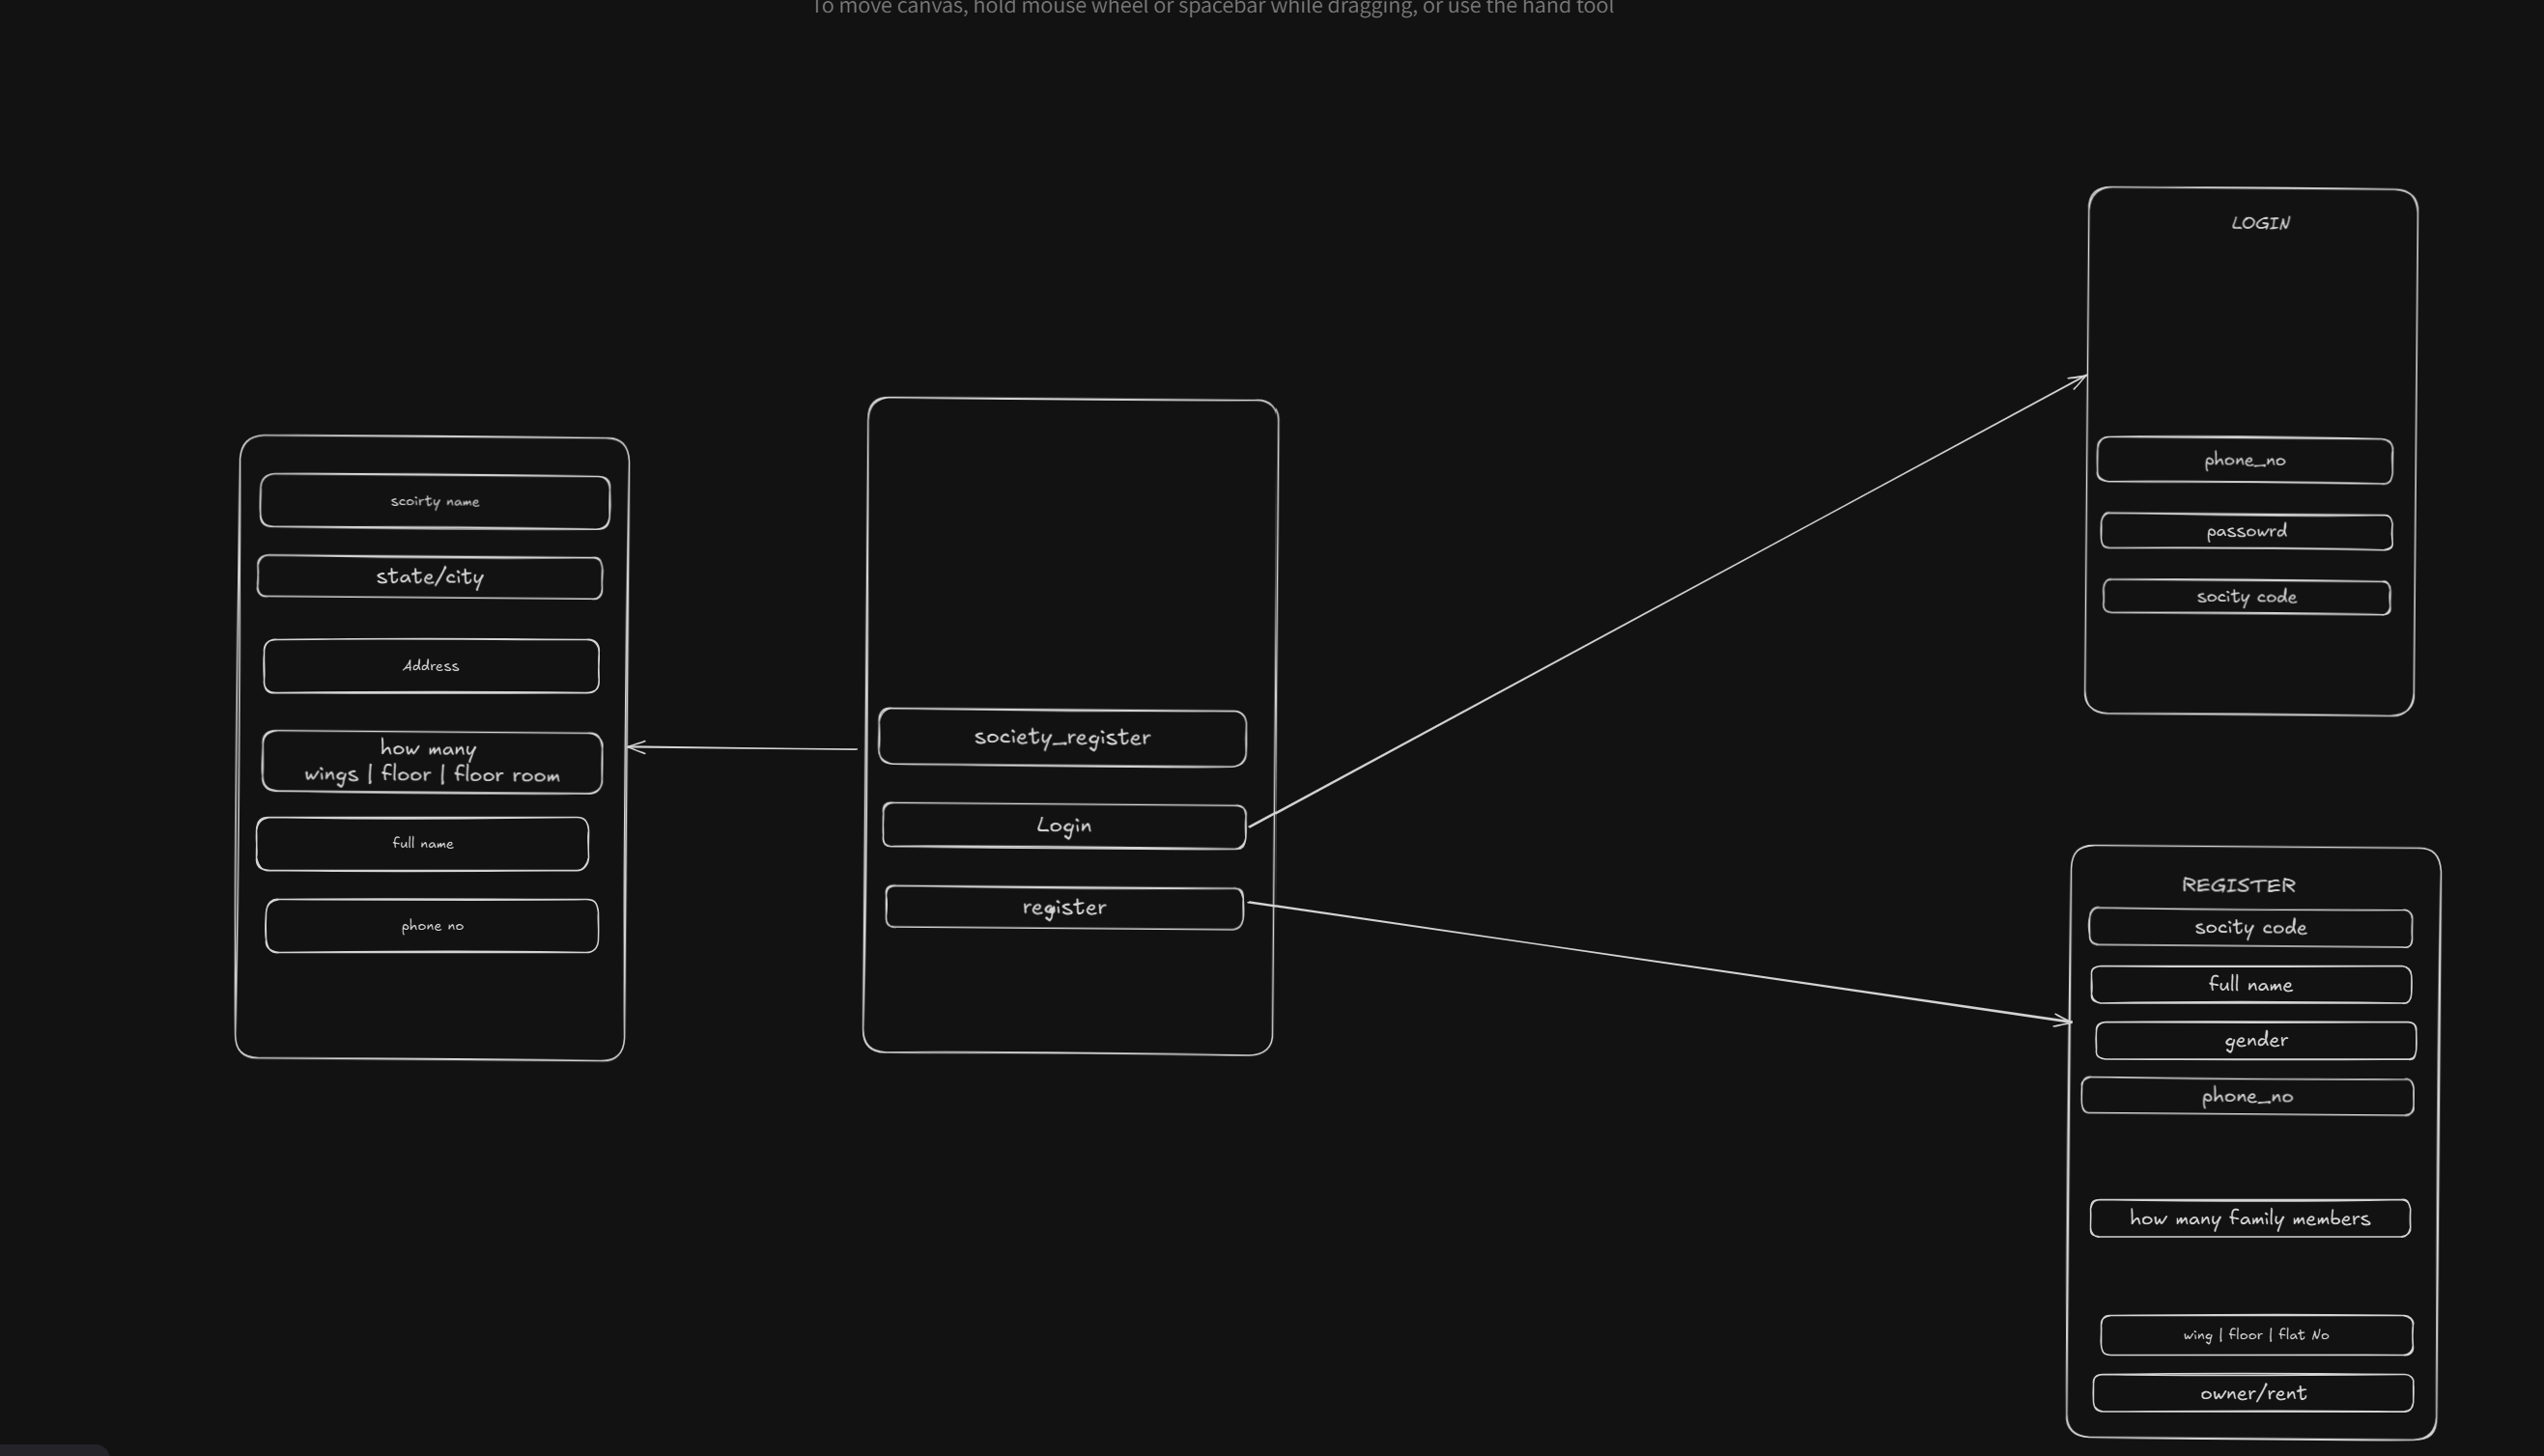 To move canvas, hold mouse wheel or spacebar while dragging, or use the hand tool
scoirty name
state/city
Address
how many
wings | floor | floor room
full name
phone no
society_register
Login
register
LOGIN
phone_no
passowrd
socity code
REGISTER
socity code
full name
gender
phone_no
how many family members
wing | floor | flat No
owner/rent